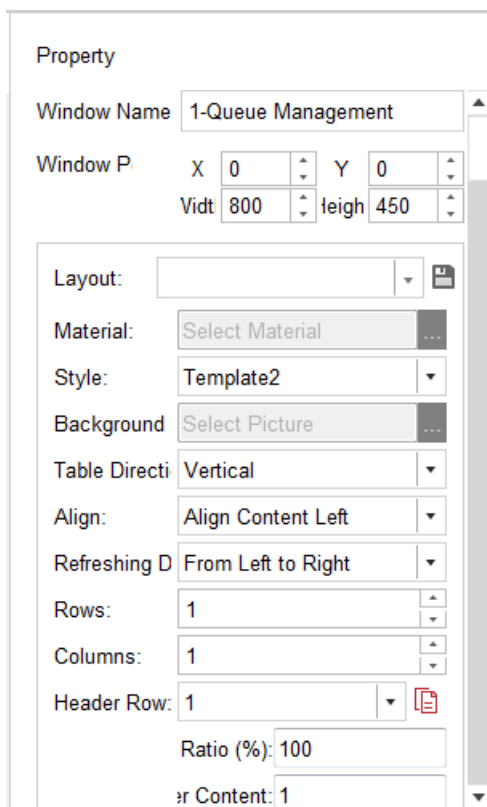 Property
Window Name 1-Queue Management
Window P X 0 Y 0
Widt 800 Heigh 450
Layout:
Material: Select Material ...
Style: Template2
Background Select Picture ...
Table Directi Vertical
Align: Align Content Left
Refreshing D From Left to Right
Rows: 1
Columns: 1
Header Row: 1
Ratio (%): 100
er Content: 1